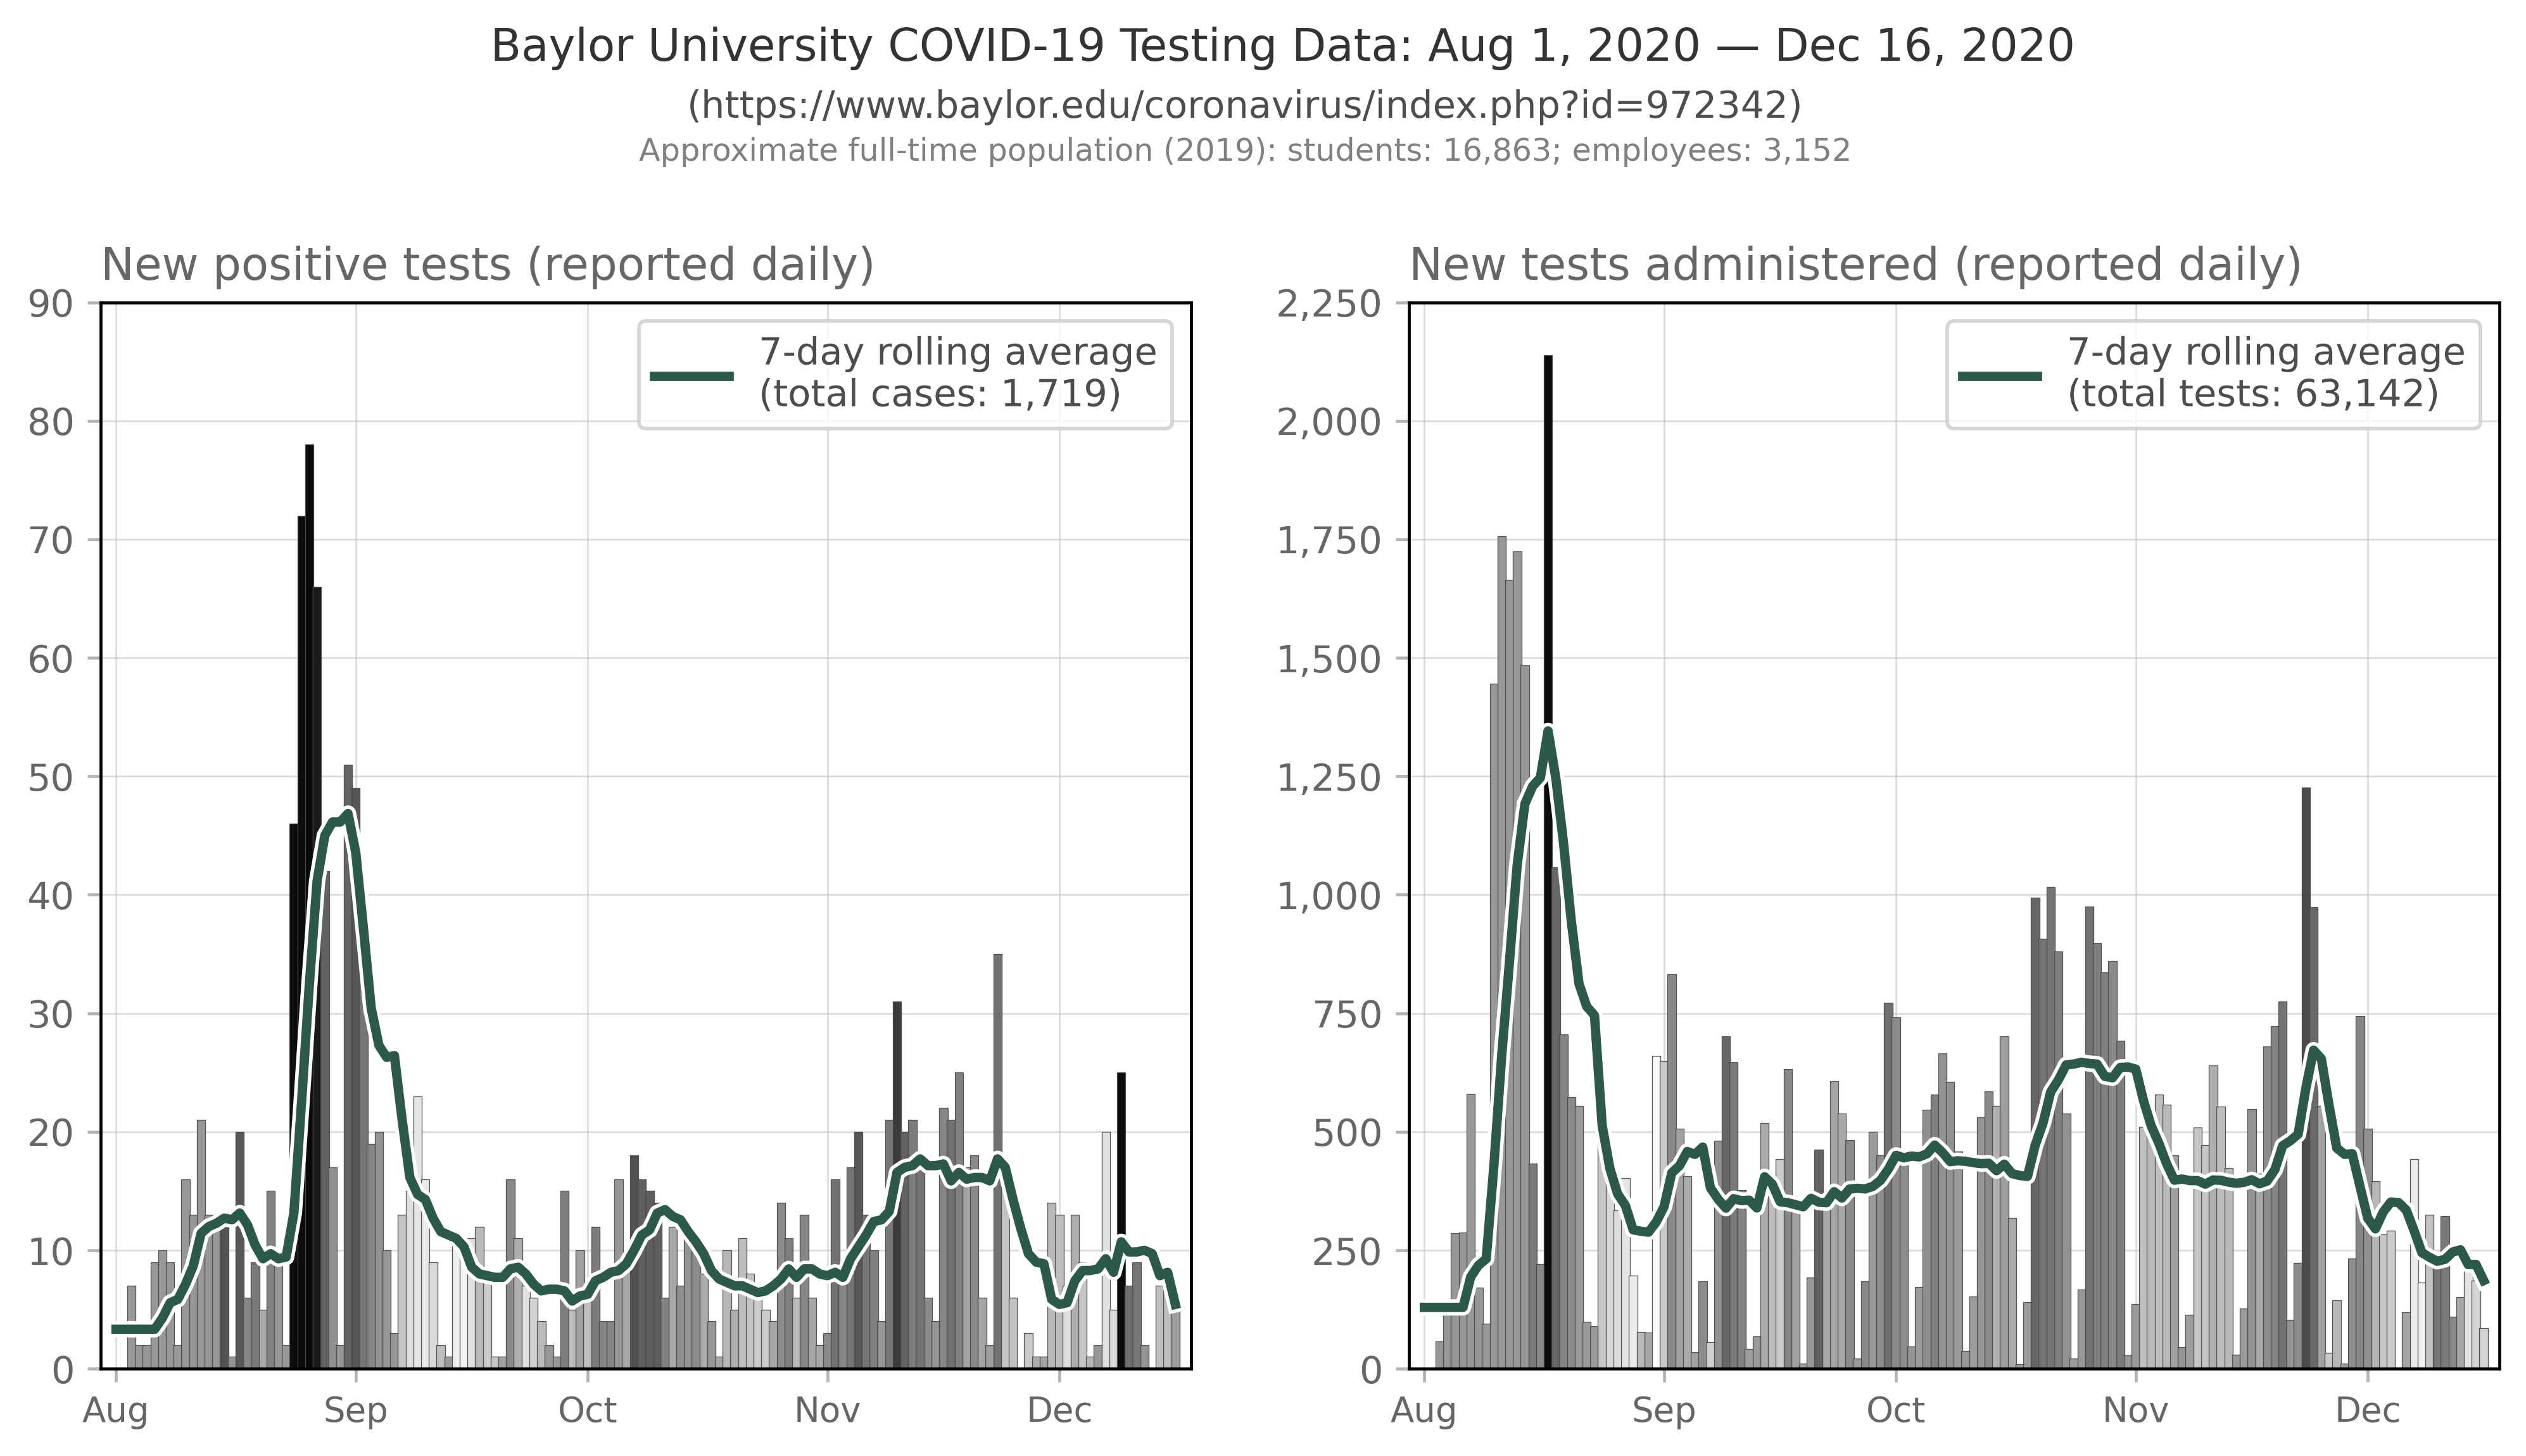 Baylor University COVID-19 Testing Data: Aug 1, 2020 — Dec 16, 2020
(https://www.baylor.edu/coronavirus/index.php?id=972342)
Approximate full-time population (2019): students: 16,863; employees: 3,152
New positive tests (reported daily)
90
80
70
60
50
40
30
20
10
0
7-day rolling average
(total cases: 1,719)
Aug Sep Oct Nov Dec
New tests administered (reported daily)
2,250
2,000
1,750
1,500
1,250
1,000
750
500
250
0
7-day rolling average
(total tests: 63,142)
Aug Sep Oct Nov Dec